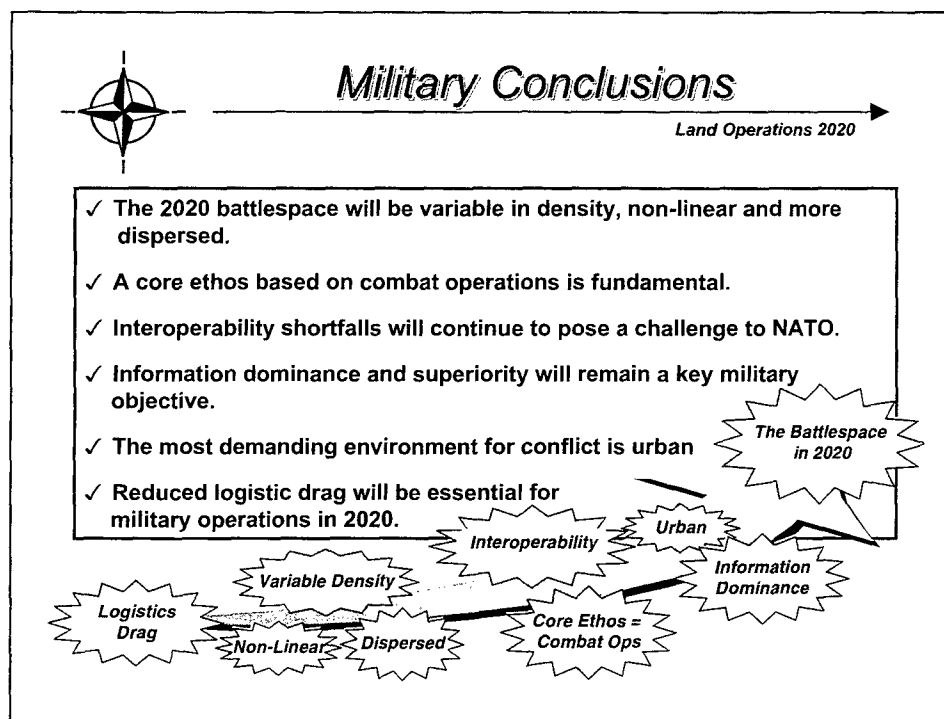 Military Conclusions
Land Operations 2020
✓ The 2020 battlespace will be variable in density, non-linear and more
dispersed.
✓ A core ethos based on combat operations is fundamental.
✓ Interoperability shortfalls will continue to pose a challenge to NATO.
✓ Information dominance and superiority will remain a key military
objective.
✓ The most demanding environment for conflict is urban
✓ Reduced logistic drag will be essential for
military operations in 2020.
The Battlespace
in 2020
Urban
Interoperability
Information
Dominance
Variable Density
Logistics
Drag
Core Ethos =
Combat Ops
Non-Linear
Dispersed